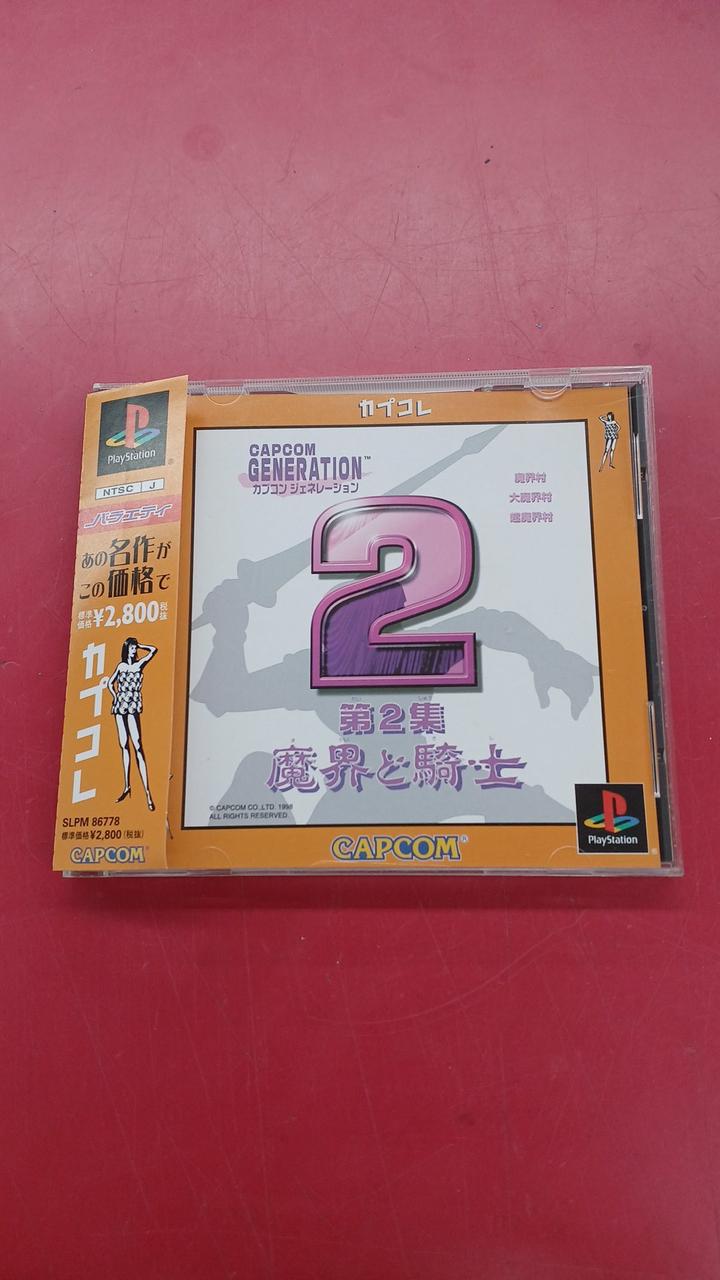 PlayStation
NTSC J
バラエティ
あの名作が
この価格で
標準価格 ¥2,800 税抜
カプコレ
SLPM 86778
標準価格¥2,800(税抜)
CAPCOM
カプコレ
CAPCOM
GENERATION™
カプコン ジェネレーション
魔界村
大魔界村
超魔界村
2
第2集
魔界と騎士
© CAPCOM CO.,LTD. 1998
ALL RIGHTS RESERVED.
CAPCOM
PlayStation